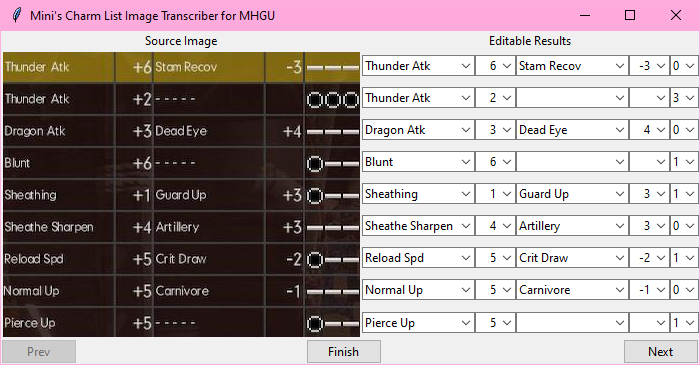 Mini's Charm List Image Transcriber for MHGU
Source Image Editable Results
Thunder Atk +6 Stam Recov -3 Thunder Atk 6 Stam Recov -3 0
Thunder Atk +2 - - - - - Thunder Atk 2 3
Dragon Atk +3 Dead Eye +4 Dragon Atk 3 Dead Eye 4 0
Blunt +6 - - - - - Blunt 6 1
Sheathing +1 Guard Up +3 Sheathing 1 Guard Up 3 1
Sheathe Sharpen +4 Artillery +3 Sheathe Sharpen 4 Artillery 3 0
Reload Spd +5 Crit Draw -2 Reload Spd 5 Crit Draw -2 1
Normal Up +5 Carnivore -1 Normal Up 5 Carnivore -1 0
Pierce Up +5 - - - - - Pierce Up 5 1
Prev Finish Next